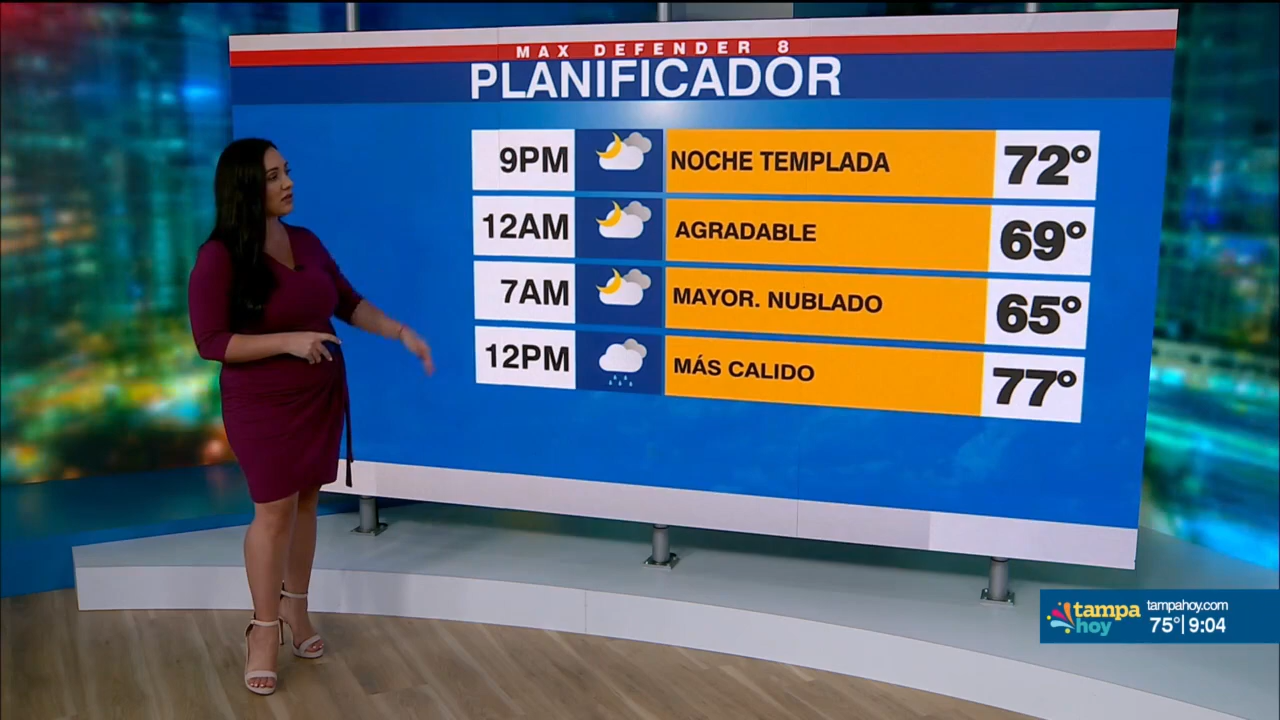 MAX DEFENDER 8
PLANIFICADOR
9PM NOCHE TEMPLADA 72°
12AM AGRADABLE 69°
7AM MAYOR. NUBLADO 65°
12PM MÁS CALIDO 77°
tampa hoy
tampahoy.com
75° 9:04